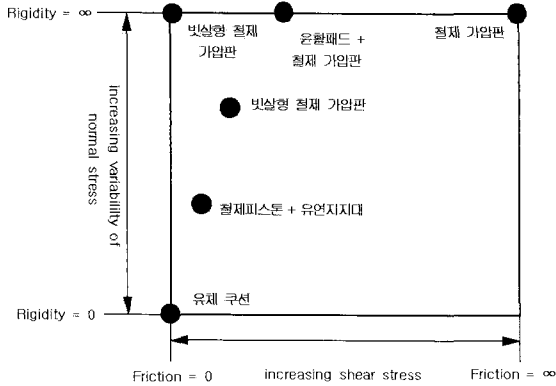 Rigidity = ∞
빗살형 철제
가압판
윤활패드 +
철제 가압판
철제 가압판
빗살형 철제 가압판
increasing variability of
normal stress
철제피스톤 + 유연지지대
유체 쿠션
Rigidity = 0
Friction = 0
increasing shear stress
Friction = ∞